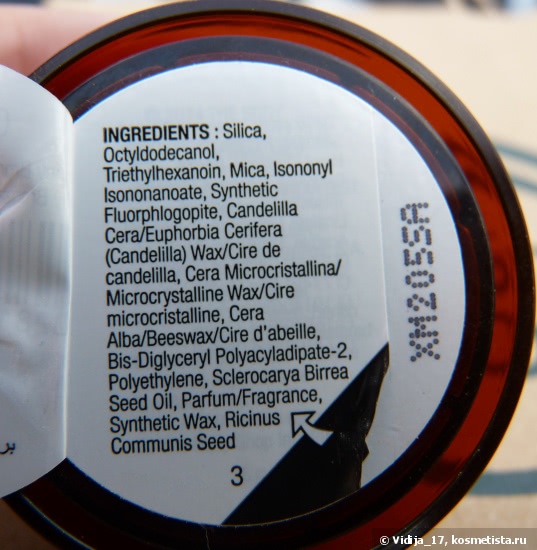 INGREDIENTS : Silica,
Octyldodecanol,
Triethylhexanoin, Mica, Isononyl
Isononanoate, Synthetic
Fluorphlogopite, Candelilla
Cera/Euphorbia Cerifera
(Candelilla) Wax/Cire de
candelilla, Cera Microcristallina/
Microcrystalline Wax/Cire
microcristalline, Cera
Alba/Beeswax/Cire d'abeille,
Bis-Diglyceryl Polyacyladipate-2,
Polyethylene, Sclerocarya Birrea
Seed Oil, Parfum/Fragrance,
Synthetic Wax, Ricinus
Communis Seed
3
XM2055A
© Vidija_17, kosmetista.ru